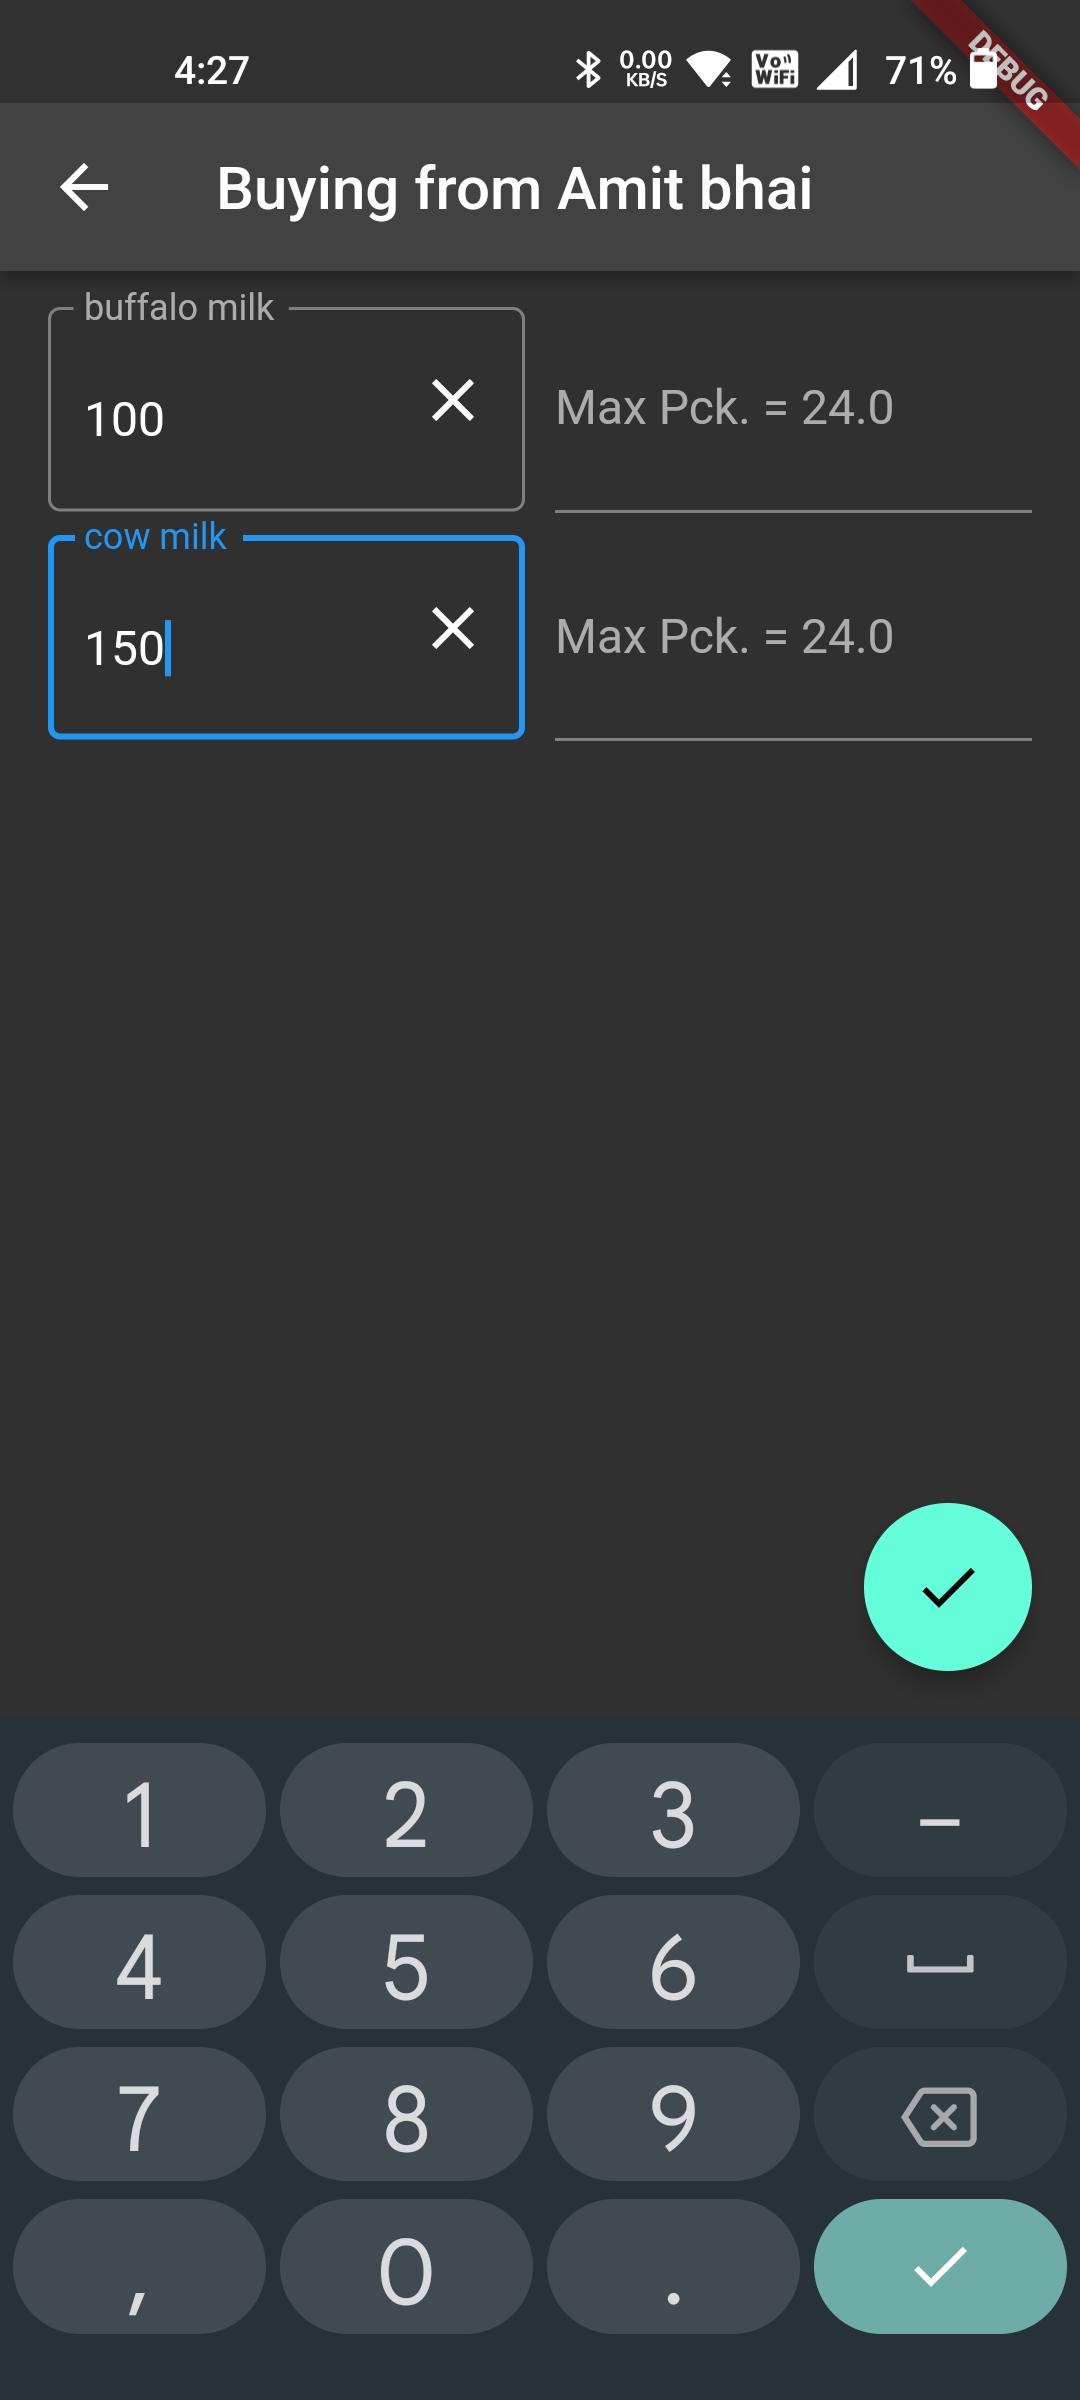 4:27
0.00
KB/S
Vo
WiFi
71%
DEBUG
Buying from Amit bhai
buffalo milk
100
Max Pck. = 24.0
cow milk
150
Max Pck. = 24.0
1 2 3 –
4 5 6
7 8 9
, 0 .